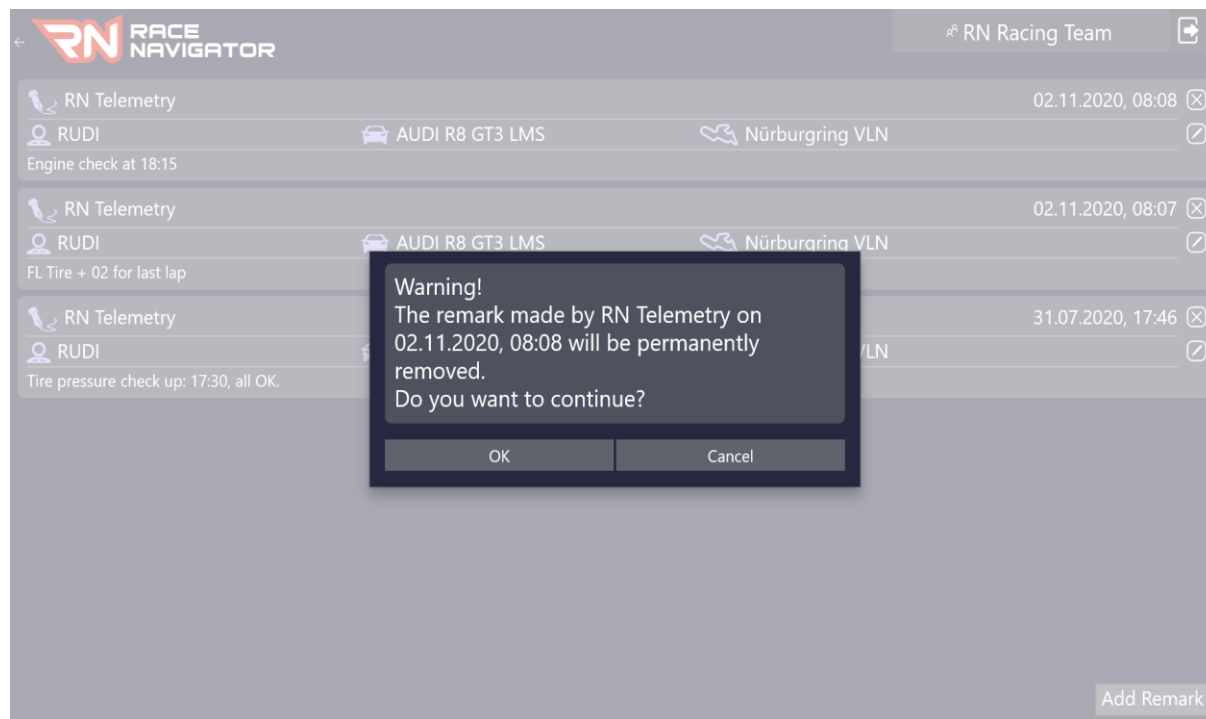 RACE
NAVIGATOR
RN Racing Team
RN Telemetry 02.11.2020, 08:08
RUDI AUDI R8 GT3 LMS Nürburgring VLN
Engine check at 18:15
RN Telemetry 02.11.2020, 08:07
RUDI AUDI R8 GT3 LMS Nürburgring VLN
FL Tire + 02 for last lap
RN Telemetry 31.07.2020, 17:46
RUDI VLN
Tire pressure check up: 17:30, all OK.
Warning!
The remark made by RN Telemetry on
02.11.2020, 08:08 will be permanently
removed.
Do you want to continue?
OK Cancel
Add Remark